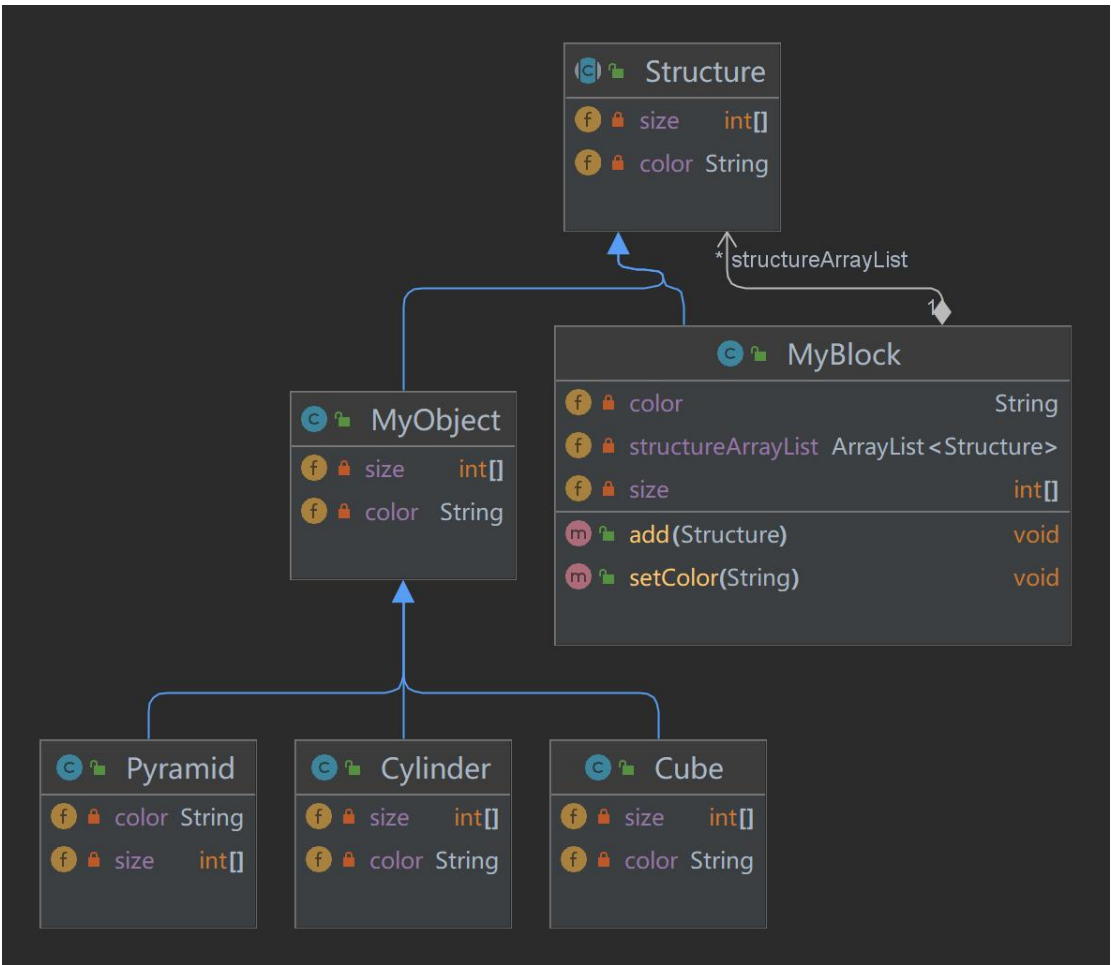 Structure
size int[]
color String
* structureArrayList
1
MyBlock
color String
structureArrayList ArrayList<Structure>
size int[]
add(Structure) void
setColor(String) void
MyObject
size int[]
color String
Pyramid
color String
size int[]
Cylinder
size int[]
color String
Cube
size int[]
color String